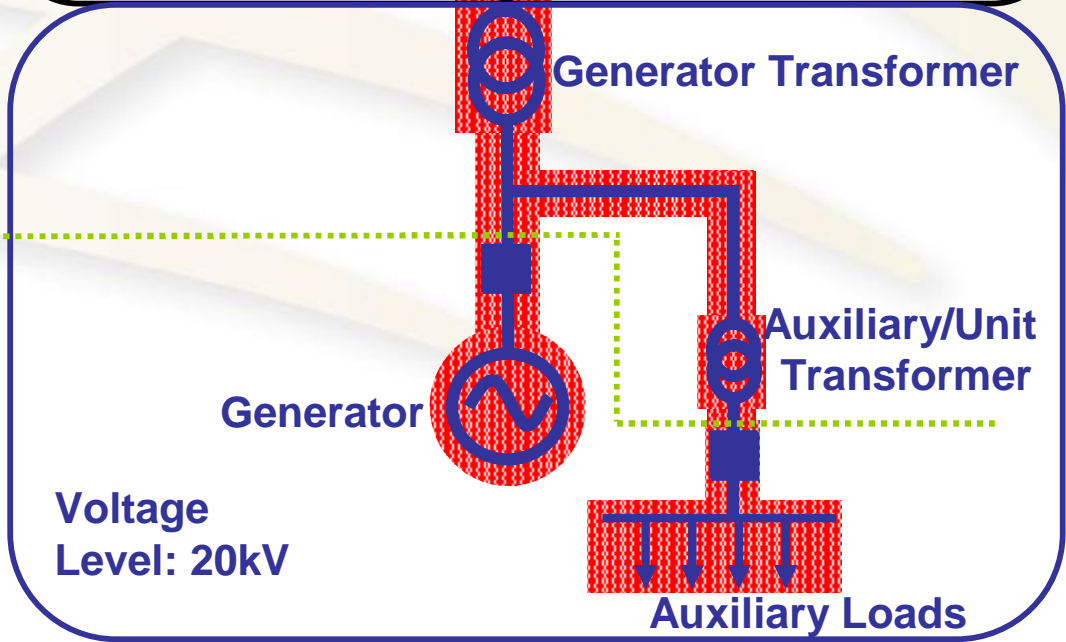 Generator Transformer
Auxiliary/Unit
Transformer
Generator
Voltage
Level: 20kV
Auxiliary Loads